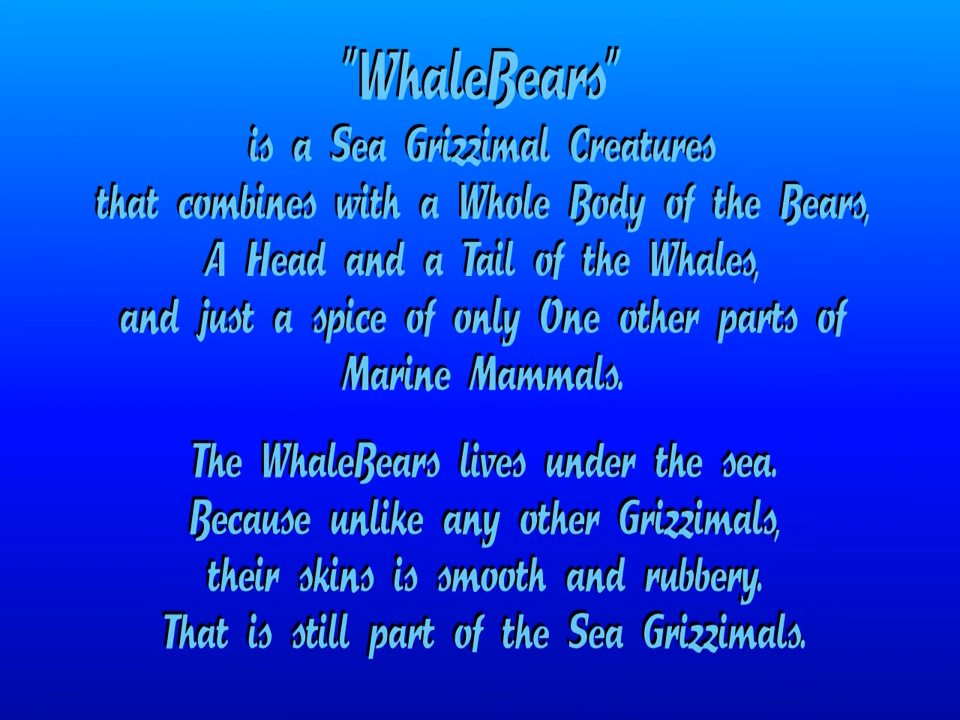 "WhaleBears"
is a Sea Grizzimal Creatures
that combines with a Whole Body of the Bears,
A Head and a Tail of the Whales,
and just a spice of only One other parts of
Marine Mammals.
The WhaleBears lives under the sea.
Because unlike any other Grizzimals,
their skins is smooth and rubbery.
That is still part of the Sea Grizzimals.